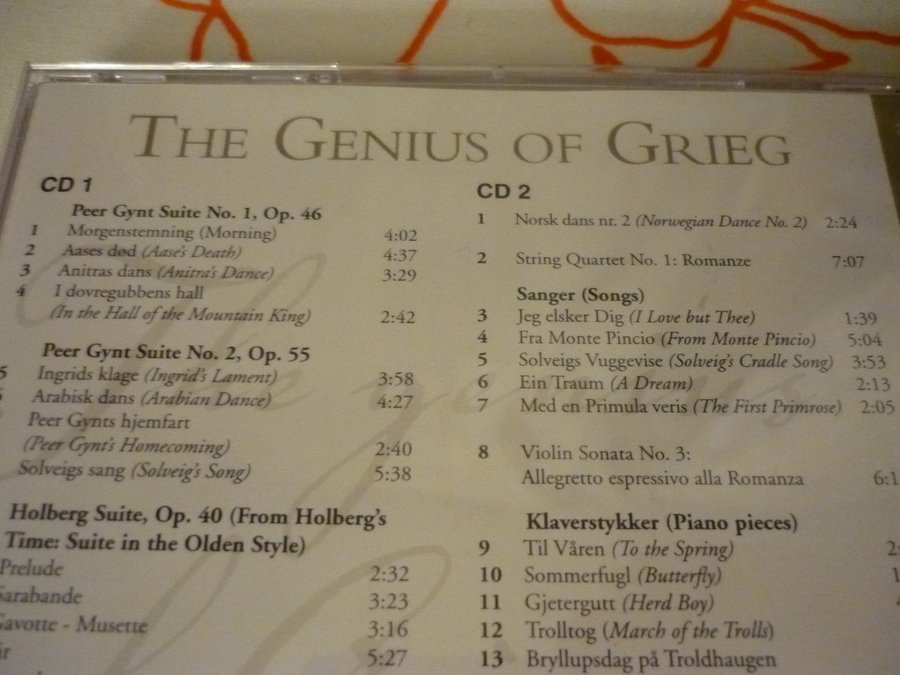 THE GENIUS OF GRIEG
CD 1
Peer Gynt Suite No. 1, Op. 46
1 Morgenstemning (Morning) 4:02
2 Aases død (Aase's Death) 4:37
3 Anitras dans (Anitra's Dance) 3:29
4 I dovregubbens hall
(In the Hall of the Mountain King) 2:42
Peer Gynt Suite No. 2, Op. 55
5 Ingrids klage (Ingrid's Lament) 3:58
Arabisk dans (Arabian Dance) 4:27
Peer Gynts hjemfart
(Peer Gynt's Homecoming) 2:40
Solveigs sang (Solveig's Song) 5:38
Holberg Suite, Op. 40 (From Holberg's
Time: Suite in the Olden Style)
Prelude 2:32
Sarabande 3:23
Gavotte - Musette 3:16
5:27
CD 2
1 Norsk dans nr. 2 (Norwegian Dance No. 2) 2:24
2 String Quartet No. 1: Romanze 7:07
Sanger (Songs)
3 Jeg elsker Dig (I Love but Thee) 1:39
4 Fra Monte Pincio (From Monte Pincio) 5:04
5 Solveigs Vuggevise (Solveig's Cradle Song) 3:53
6 Ein Traum (A Dream) 2:13
7 Med en Primula veris (The First Primrose) 2:05
8 Violin Sonata No. 3:
Allegretto espressivo alla Romanza 6:1
Klaverstykker (Piano pieces)
9 Til Våren (To the Spring) 2:
10 Sommerfugl (Butterfly)
11 Gjetergutt (Herd Boy)
12 Trolltog (March of the Trolls)
13 Bryllupsdag på Troldhaugen